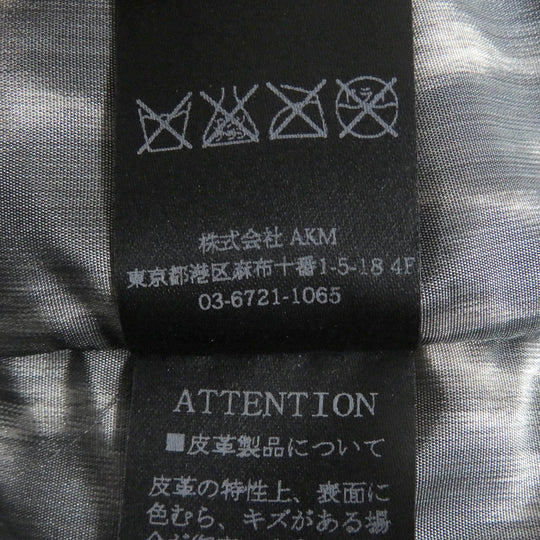 株式会社 AKM
東京都港区麻布十番1-5-18 4F
03-6721-1065
ATTENTION
■皮革製品について
皮革の特性上、表面に
色むら、キズがある場